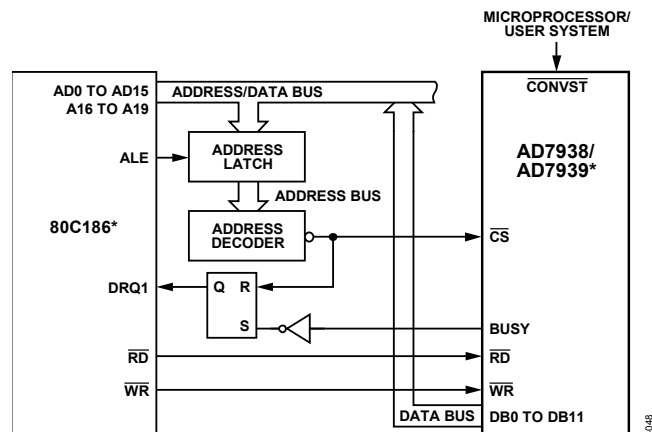 MICROPROCESSOR/
USER SYSTEM
AD0 TO AD15
ADDRESS/DATA BUS
A16 TO A19
CONVST
ALE
ADDRESS
LATCH
AD7938/
AD7939*
ADDRESS BUS
80C186*
ADDRESS
DECODER
CS
DRQ1
Q R
S
BUSY
RD
RD
WR
WR
DATA BUS
DB0 TO DB11
-048